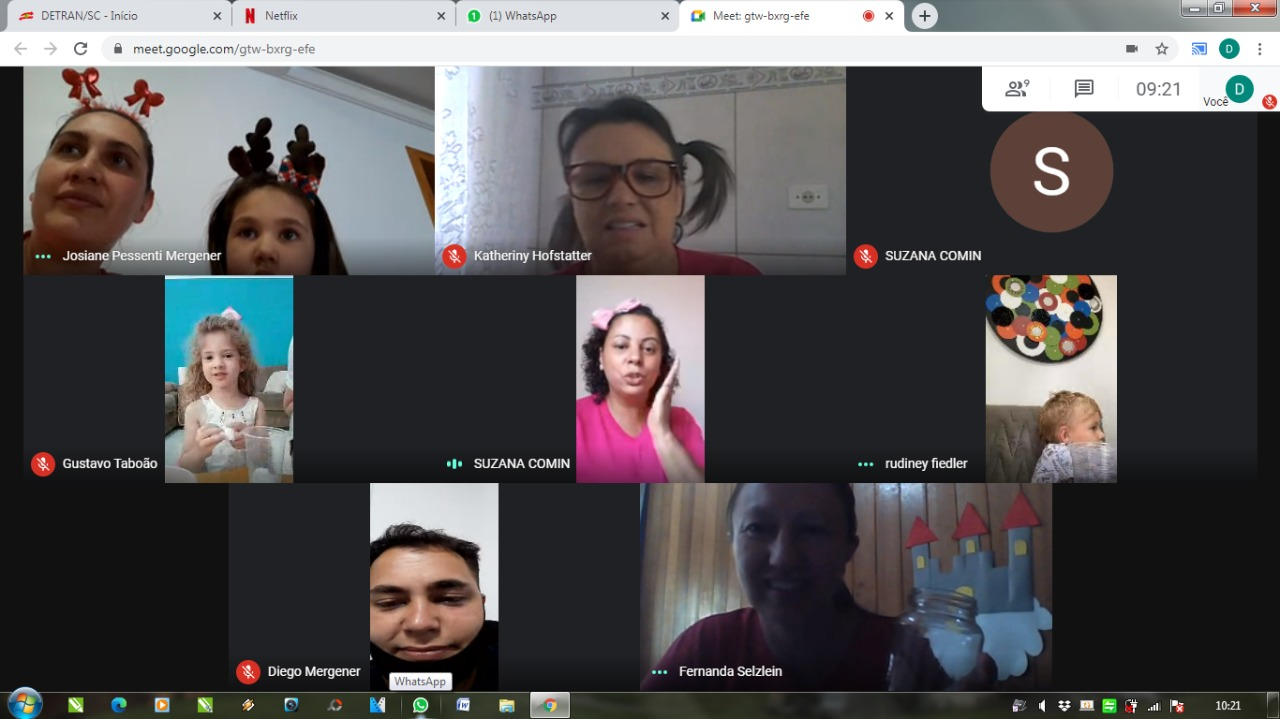 DETRAN/SC - Início
Netflix
(1) WhatsApp
Meet: gtw-bxrg-efe
meet.google.com/gtw-bxrg-efe
D
9
09:21
D
Você
S
Josiane Pessenti Mergener
Katheriny Hofstatter
SUZANA COMIN
Gustavo Taboão
SUZANA COMIN
rudiney fiedler
Diego Mergener
Fernanda Selzlein
WhatsApp
10:21